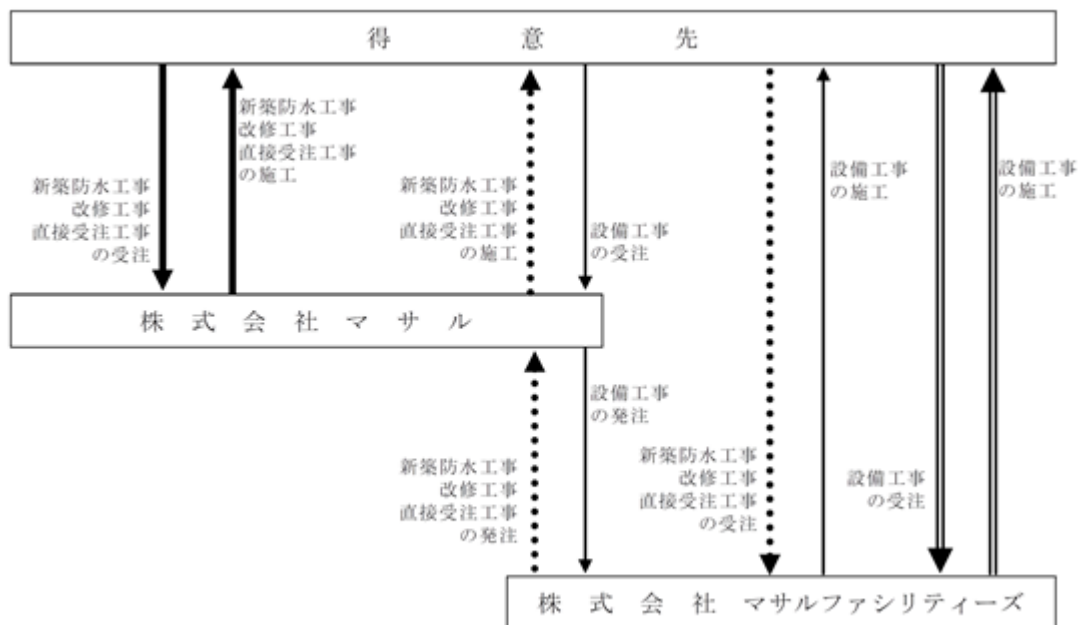 得意先
新築防水工事
改修工事
直接受注工事
の受注
新築防水工事
改修工事
直接受注工事
の施工
新築防水工事
改修工事
直接受注工事
の施工
設備工事
の受注
設備工事
の施工
設備工事
の施工
株式会社マサル
設備工事
の発注
新築防水工事
改修工事
直接受注工事
の発注
新築防水工事
改修工事
直接受注工事
の受注
設備工事
の受注
株式会社 マサルファシリティーズ